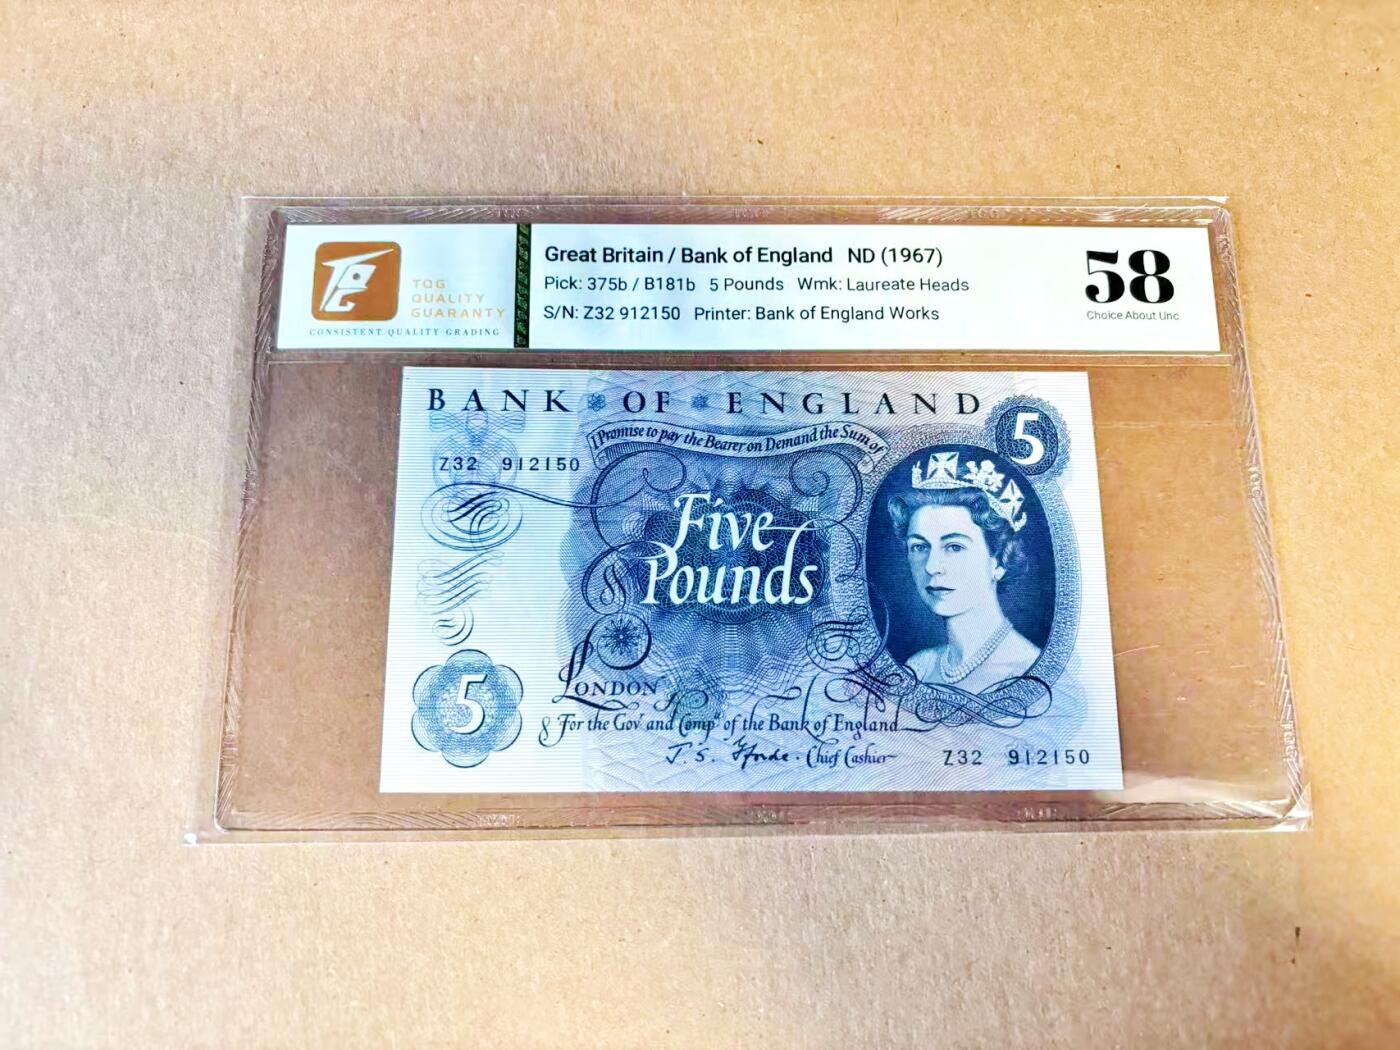 TQG
QUALITY
GUARANTY
CONSISTENT QUALITY GRADING
Great Britain / Bank of England ND (1967)
Pick: 375b / B181b 5 Pounds Wmk: Laureate Heads
S/N: Z32 912150 Printer: Bank of England Works
58
Choice About Unc
BANK OF ENGLAND
5
I Promise to pay the Bearer on Demand the Sum of
Z32 912150
Five
Pounds
LONDON
5
For the Govr and Compa of the Bank of England
J. S. Fforde. Chief Cashier
Z32 912150